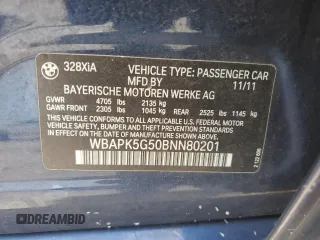 328XiA
VEHICLE TYPE: PASSENGER CAR
11/11
BAYERISCHE MOTOREN WERKE AG
GVWR 4705 lbs 2135 kg
GAWR FRONT 2305 lbs 1045 kg REAR 2525 lbs 1145 kg
THIS VEHICLE CONFORMS TO ALL APPLICABLE
U.S. FEDERAL MOTOR VEHICLE SAFETY, BUMPER,
AND THEFT PREVENTION STANDARDS IN EFFECT ON
THE DATE OF MANUFACTURE SHOWN ABOVE.
WBAPK5G50BNN80201
DREAMBID
DREAMBID.COM